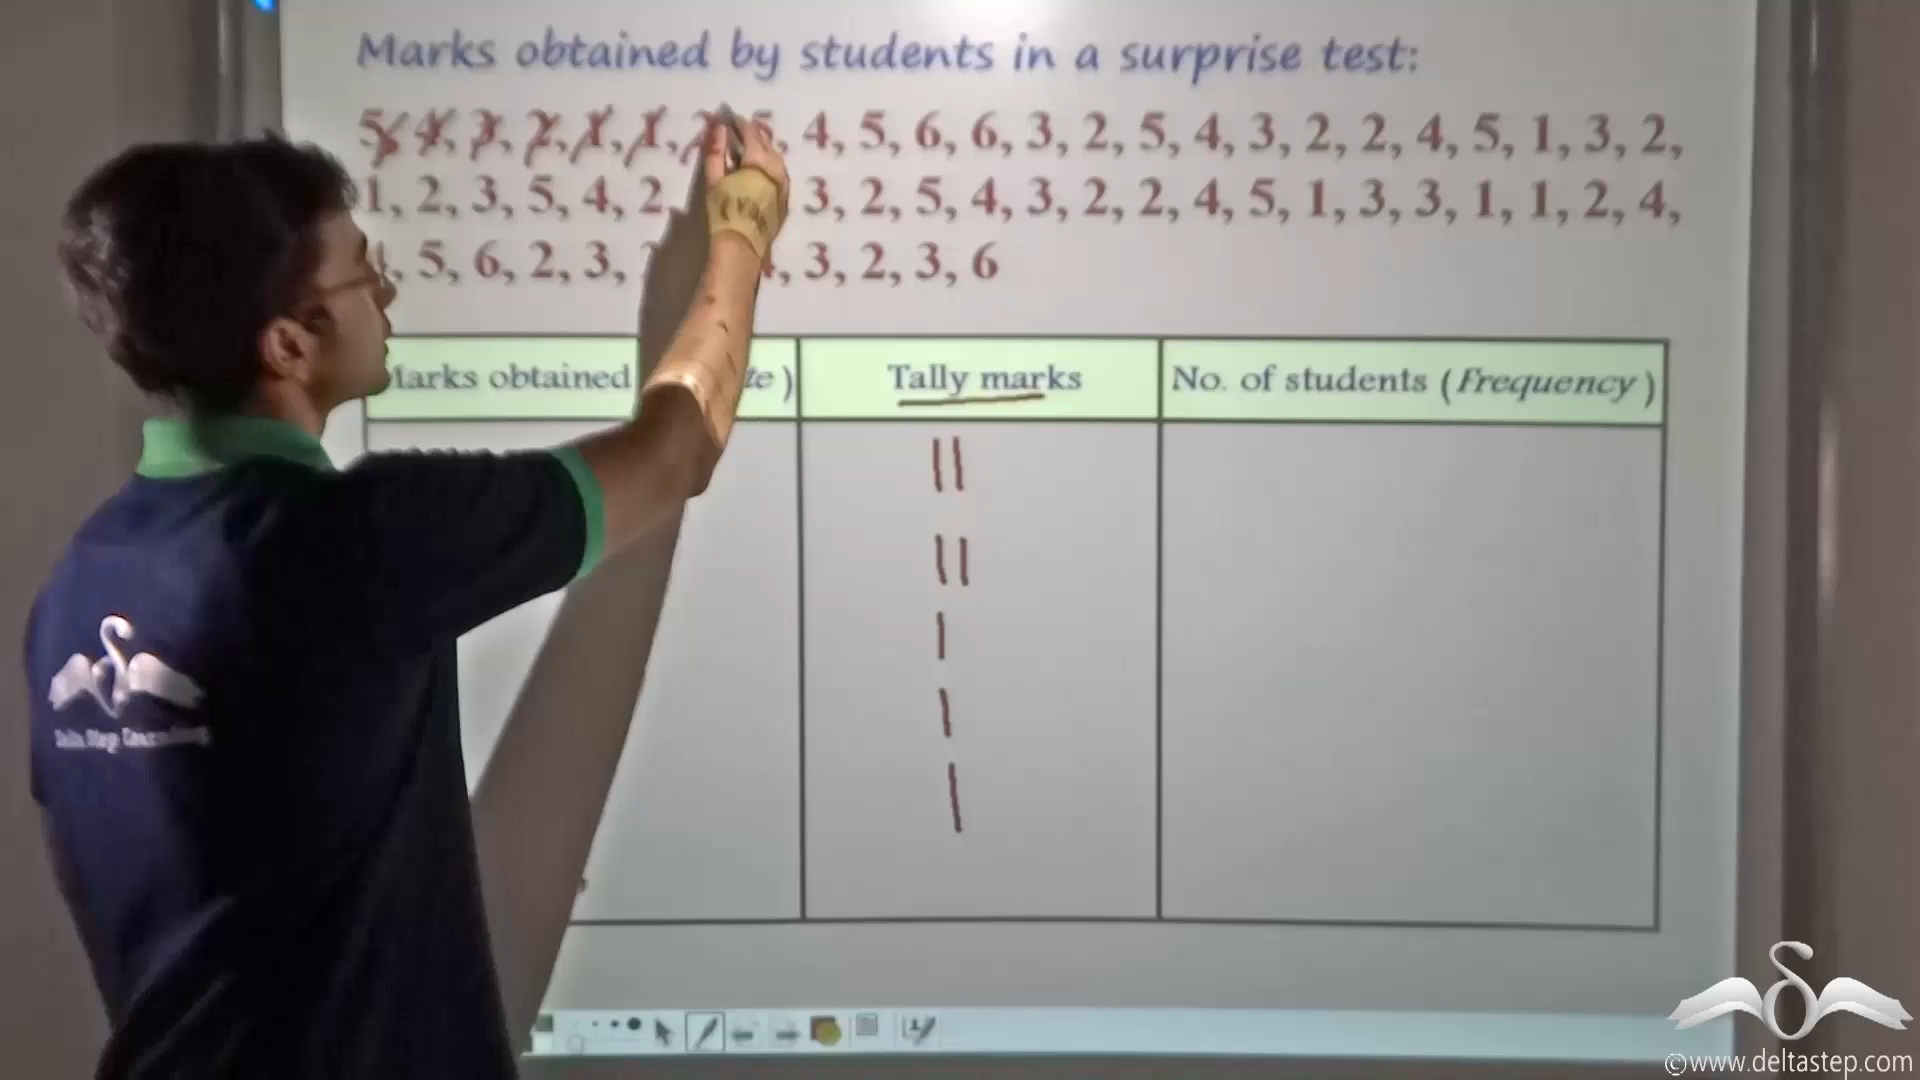 Marks obtained by students in a surprise test:
5, 4, 3, 2, 1, 1, 2, 5, 4, 5, 6, 6, 3, 2, 5, 4, 3, 2, 2, 4, 5, 1, 3, 2,
1, 2, 3, 5, 4, 2, 3, 2, 5, 4, 3, 2, 2, 4, 5, 1, 3, 3, 1, 1, 2, 4,
5, 6, 2, 3, 3, 2, 3, 6
Marks obtained
Tally marks
No. of students (Frequency)
Delta Step Learning
©www.deltastep.com